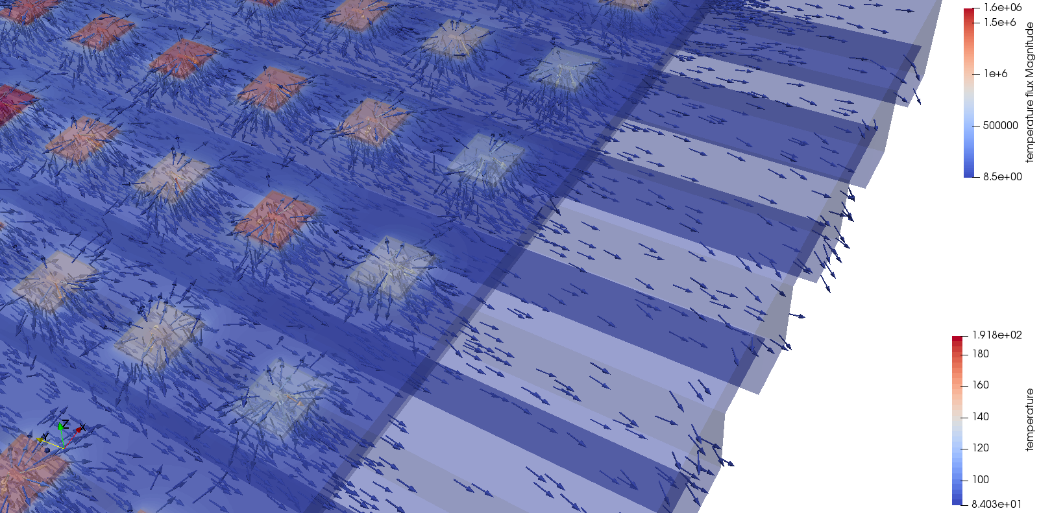 1.6e+06
1.5e+6
1e+6
500000
8.5e+00
temperature flux Magnitude
1.918e+02
180
160
140
120
100
8.403e+01
temperature
Z
X
Y